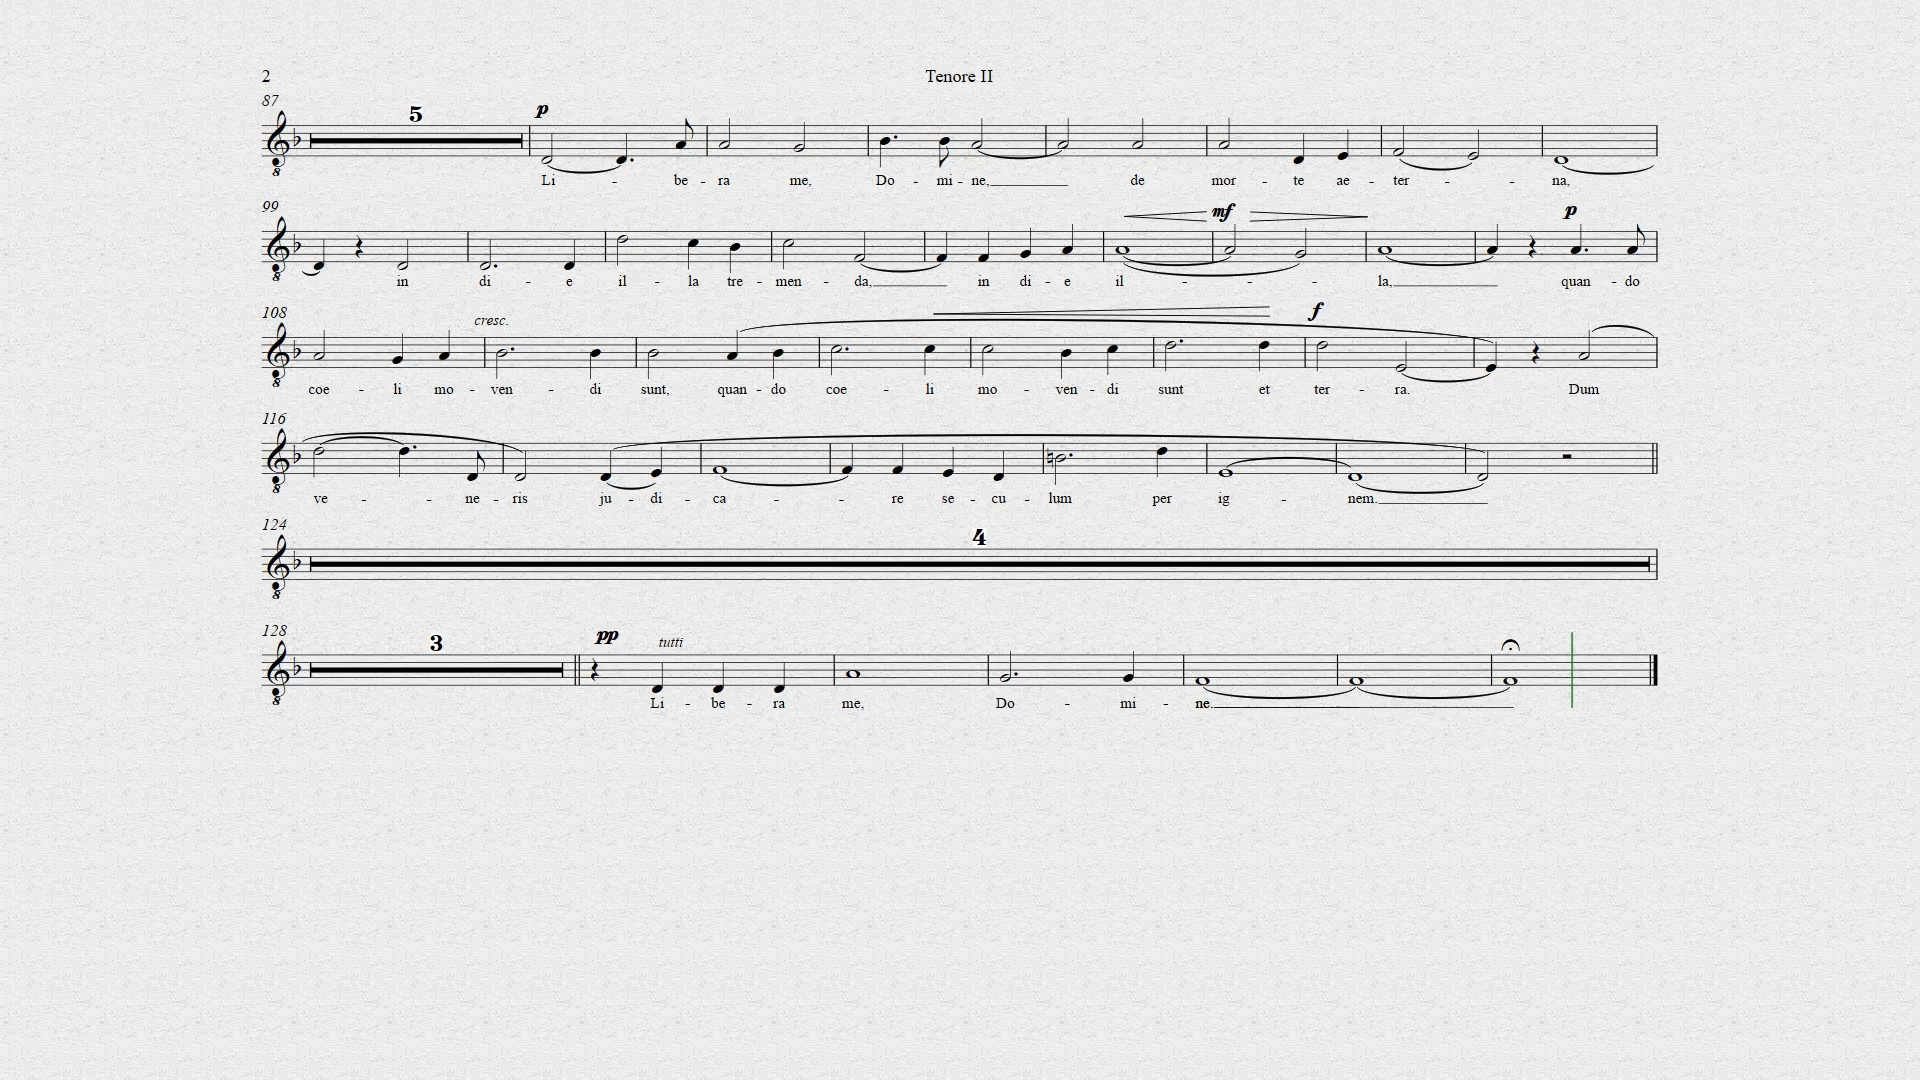 2
Tenore II
87
5
p
Li - be - ra me, Do - mi - ne, de mor - te ae - ter - - na,
99
mf
p
in di - e il - la tre - men - da, in di - e il - - - la, quan - do
108
cresc.
f
coe - li mo - ven - di sunt, quan - do coe - li mo - ven - di sunt et ter - ra. Dum
116
ve - - ne - ris ju - di - ca - - re se - cu - lum per ig - nem.
124
4
128
3
pp
tutti
Li - be - ra me, Do - mi - ne.